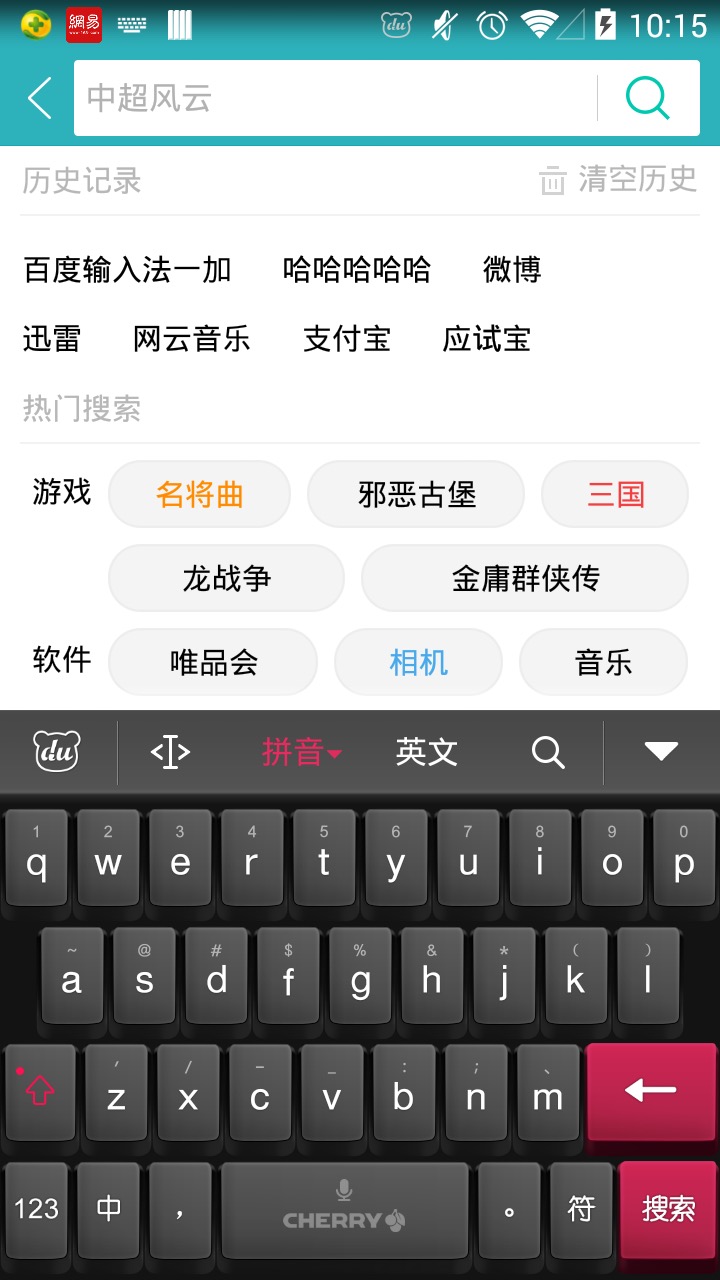 網易 du 10:15
中超风云
历史记录 清空历史
百度输入法一加 哈哈哈哈哈 微博
迅雷 网云音乐 支付宝 应试宝
热门搜索
游戏 名将曲 邪恶古堡 三国
龙战争 金庸群侠传
软件 唯品会 相机 音乐
du 拼音 英文
1 2 3 4 5 6 7 8 9 0
q w e r t y u i o p
~ @ # $ % & * ( )
a s d f g h j k l
' / - _ : ; 、
z x c v b n m
123 中 ， CHERRY 。 符 搜索